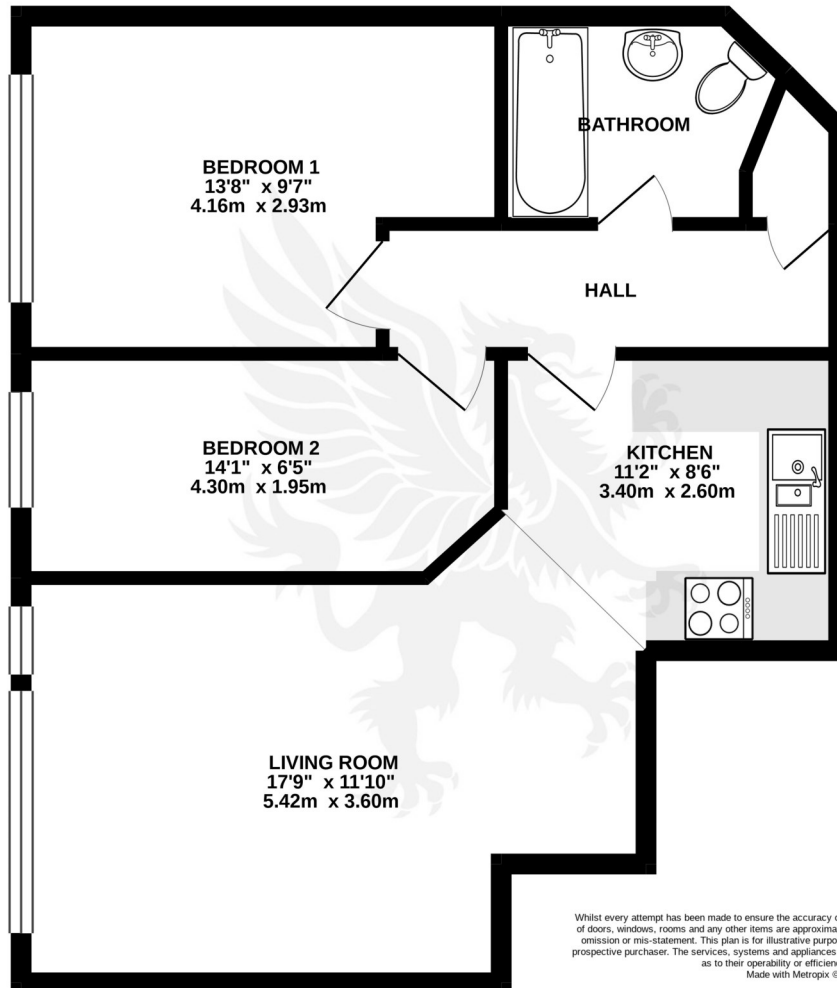 BEDROOM 1
13'8" x 9'7"
4.16m x 2.93m
BATHROOM
HALL
BEDROOM 2
14'1" x 6'5"
4.30m x 1.95m
KITCHEN
11'2" x 8'6"
3.40m x 2.60m
LIVING ROOM
17'9" x 11'10"
5.42m x 3.60m
Whilst every attempt has been made to ensure the accuracy
of doors, windows, rooms and any other items are
omission or mis-statement. This plan is for illustrative
prospective purchaser. The services, systems and appliances
as to their operability or
Made with Metropix ©